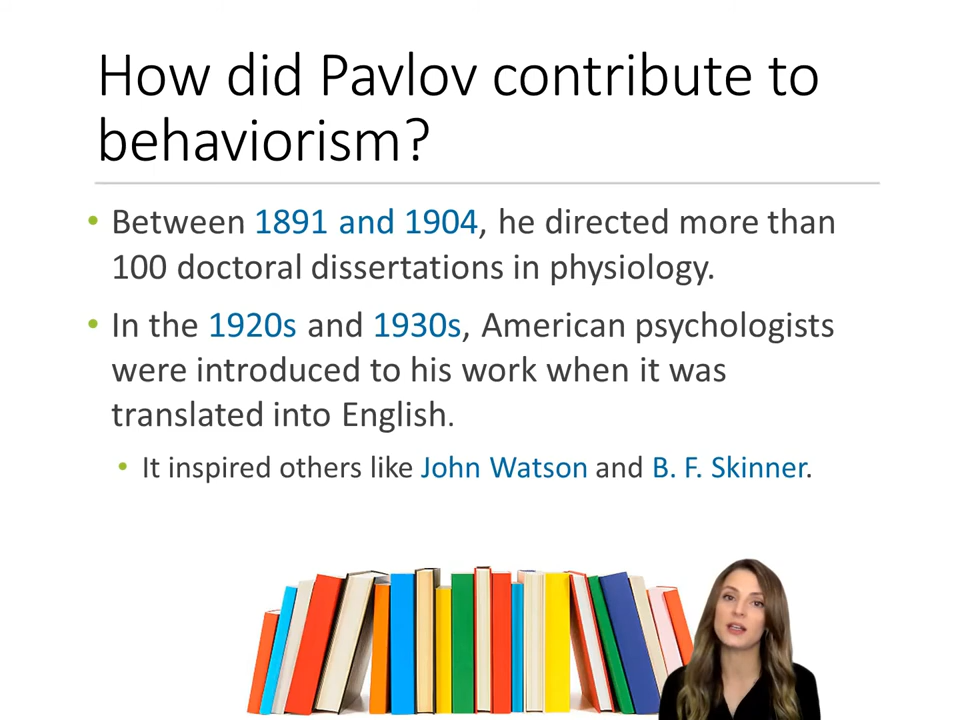 How did Pavlov contribute to
behaviorism?
• Between 1891 and 1904, he directed more than
100 doctoral dissertations in physiology.
• In the 1920s and 1930s, American psychologists
were introduced to his work when it was
translated into English.
• It inspired others like John Watson and B. F. Skinner.